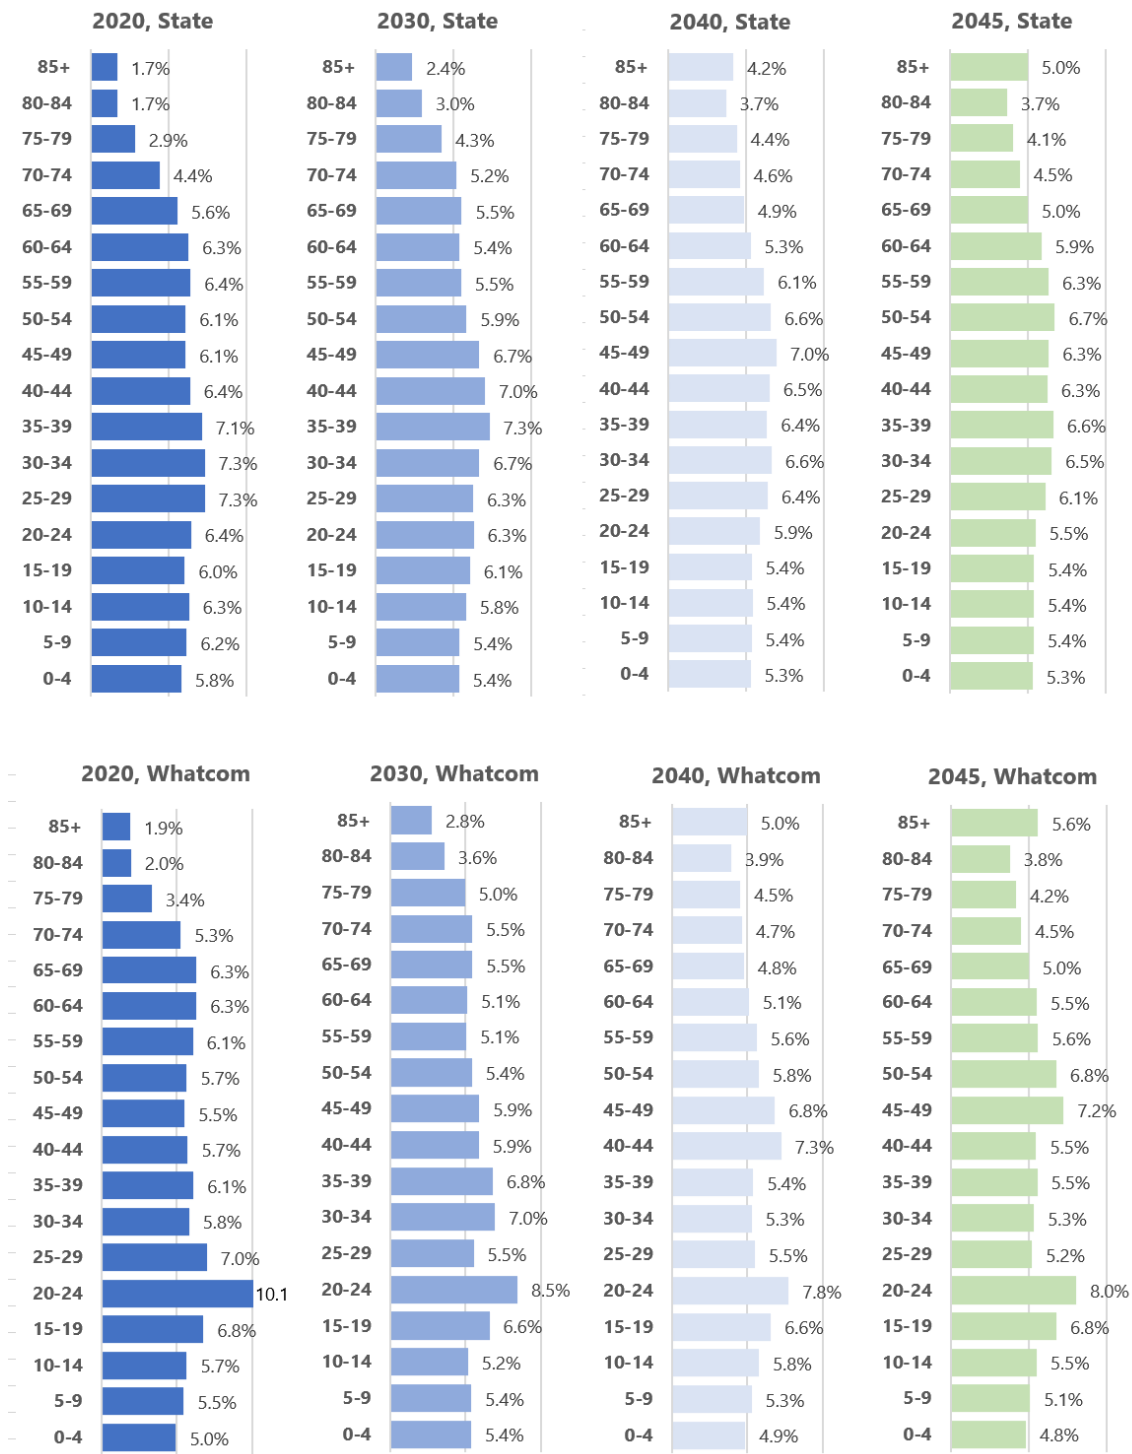 2020, State 2030, State 2040, State 2045, State
85+ 1.7% 85+ 2.4% 85+ 4.2% 85+ 5.0%
80-84 1.7% 80-84 3.0% 80-84 3.7% 80-84 3.7%
75-79 2.9% 75-79 4.3% 75-79 4.4% 75-79 4.1%
70-74 4.4% 70-74 5.2% 70-74 4.6% 70-74 4.5%
65-69 5.6% 65-69 5.5% 65-69 4.9% 65-69 5.0%
60-64 6.3% 60-64 5.4% 60-64 5.3% 60-64 5.9%
55-59 6.4% 55-59 5.5% 55-59 6.1% 55-59 6.3%
50-54 6.1% 50-54 5.9% 50-54 6.6% 50-54 6.7%
45-49 6.1% 45-49 6.7% 45-49 7.0% 45-49 6.3%
40-44 6.4% 40-44 7.0% 40-44 6.5% 40-44 6.3%
35-39 7.1% 35-39 7.3% 35-39 6.4% 35-39 6.6%
30-34 7.3% 30-34 6.7% 30-34 6.6% 30-34 6.5%
25-29 7.3% 25-29 6.3% 25-29 6.4% 25-29 6.1%
20-24 6.4% 20-24 6.3% 20-24 5.9% 20-24 5.5%
15-19 6.0% 15-19 6.1% 15-19 5.4% 15-19 5.4%
10-14 6.3% 10-14 5.8% 10-14 5.4% 10-14 5.4%
5-9 6.2% 5-9 5.4% 5-9 5.4% 5-9 5.4%
0-4 5.8% 0-4 5.4% 0-4 5.3% 0-4 5.3%
2020, Whatcom 2030, Whatcom 2040, Whatcom 2045, Whatcom
85+ 1.9% 85+ 2.8% 85+ 5.0% 85+ 5.6%
80-84 2.0% 80-84 3.6% 80-84 3.9% 80-84 3.8%
75-79 3.4% 75-79 5.0% 75-79 4.5% 75-79 4.2%
70-74 5.3% 70-74 5.5% 70-74 4.7% 70-74 4.5%
65-69 6.3% 65-69 5.5% 65-69 4.8% 65-69 5.0%
60-64 6.3% 60-64 5.1% 60-64 5.1% 60-64 5.5%
55-59 6.1% 55-59 5.1% 55-59 5.6% 55-59 5.6%
50-54 5.7% 50-54 5.4% 50-54 5.8% 50-54 6.8%
45-49 5.5% 45-49 5.9% 45-49 6.8% 45-49 7.2%
40-44 5.7% 40-44 5.9% 40-44 7.3% 40-44 5.5%
35-39 6.1% 35-39 6.8% 35-39 5.4% 35-39 5.5%
30-34 5.8% 30-34 7.0% 30-34 5.3% 30-34 5.3%
25-29 7.0% 25-29 5.5% 25-29 5.5% 25-29 5.2%
20-24 10.1 20-24 8.5% 20-24 7.8% 20-24 8.0%
15-19 6.8% 15-19 6.6% 15-19 6.6% 15-19 6.8%
10-14 5.7% 10-14 5.2% 10-14 5.8% 10-14 5.5%
5-9 5.5% 5-9 5.4% 5-9 5.3% 5-9 5.1%
0-4 5.0% 0-4 5.4% 0-4 4.9% 0-4 4.8%